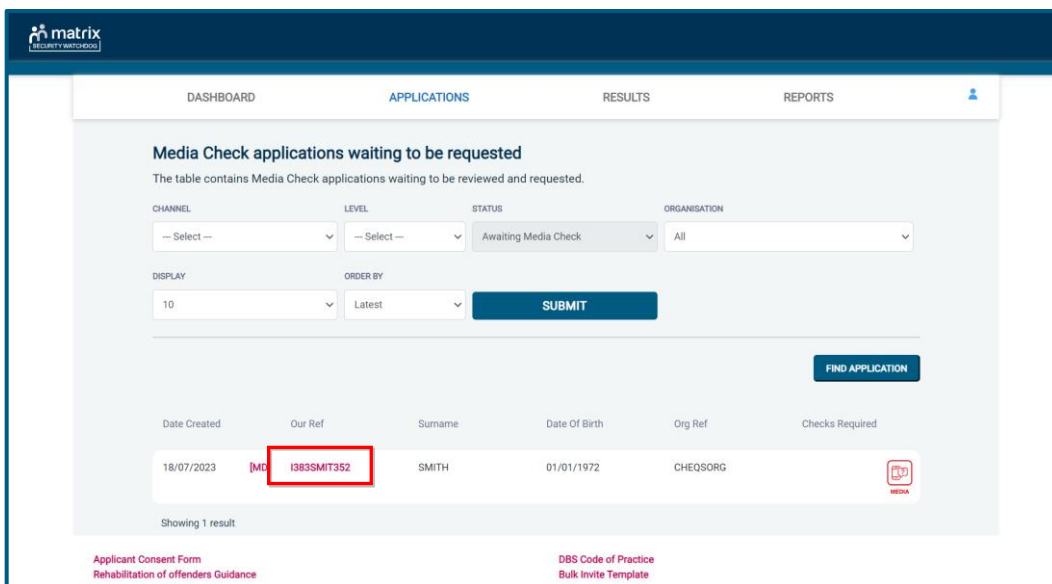 matrix
SECURITY WATCHDOG
DASHBOARD APPLICATIONS RESULTS REPORTS
Media Check applications waiting to be requested
The table contains Media Check applications waiting to be reviewed and requested.
CHANNEL LEVEL STATUS ORGANISATION
--- Select --- --- Select --- Awaiting Media Check All
DISPLAY ORDER BY
10 Latest SUBMIT
FIND APPLICATION
Date Created Our Ref Surname Date Of Birth Org Ref Checks Required
18/07/2023 [MD I383SMIT352 SMITH 01/01/1972 CHEQSORG
MEDIA
Showing 1 result
Applicant Consent Form DBS Code of Practice
Rehabilitation of offenders Guidance Bulk Invite Template